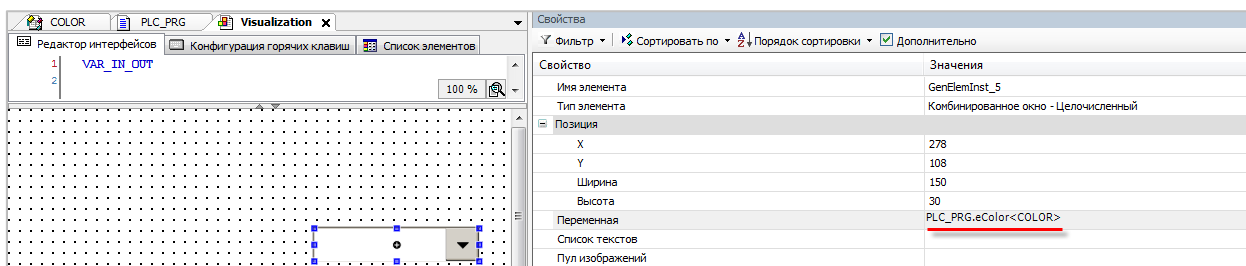 COLOR PLC_PRG Visualization
Редактор интерфейсов Конфигурация горячих клавиш Список элементов
1 VAR_IN_OUT
2
100 %
Свойства
Фильтр Сортировать по Порядок сортировки Дополнительно
Свойство Значения
Имя элемента GenElemInst_5
Тип элемента Комбинированное окно - Целочисленный
Позиция
X 278
Y 108
Ширина 150
Высота 30
Переменная PLC_PRG.eColor<COLOR>
Список текстов
Пул изображений